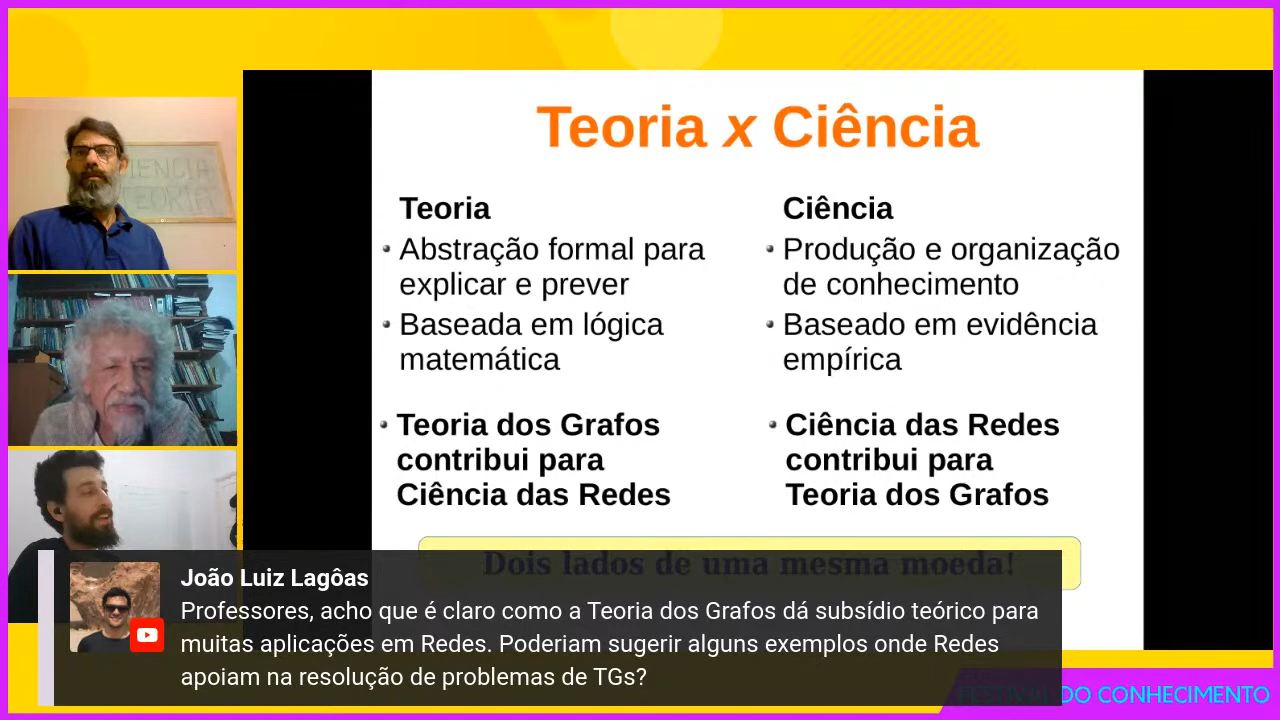 CIENCIA
TEORIA
Teoria x Ciência
Teoria
Abstração formal para
explicar e prever
Baseada em lógica
matemática
Teoria dos Grafos
contribui para
Ciência das Redes
Ciência
Produção e organização
de conhecimento
Baseado em evidência
empírica
Ciência das Redes
contribui para
Teoria dos Grafos
Dois lados de uma mesma moeda!
João Luiz Lagôas
Professores, acho que é claro como a Teoria dos Grafos dá subsídio teórico para
muitas aplicações em Redes. Poderiam sugerir alguns exemplos onde Redes
apoiam na resolução de problemas de TGs?
FESTIVAL DO CONHECIMENTO